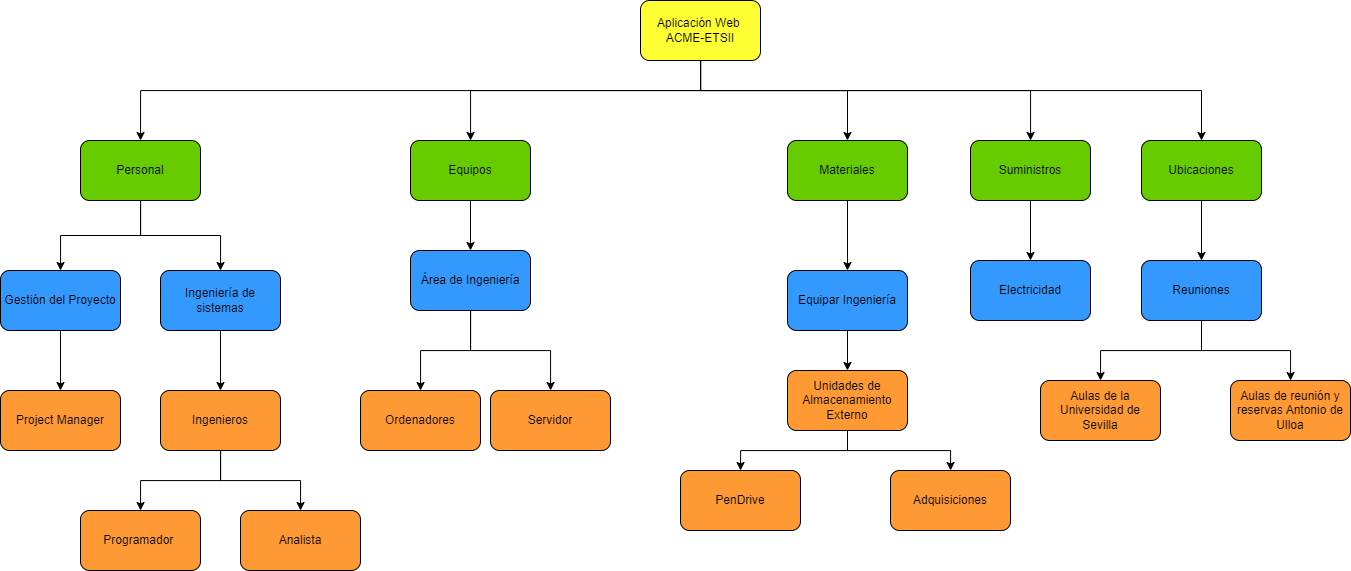 Aplicación Web
ACME-ETSII
Personal
Equipos
Materiales
Suministros
Ubicaciones
Gestión del Proyecto
Ingeniería de
sistemas
Área de Ingeniería
Equipar Ingeniería
Electricidad
Reuniones
Project Manager
Ingenieros
Ordenadores
Servidor
Unidades de
Almacenamiento
Externo
Aulas de la
Universidad de
Sevilla
Aulas de reunión y
reservas Antonio de
Ulloa
PenDrive
Adquisiciones
Programador
Analista